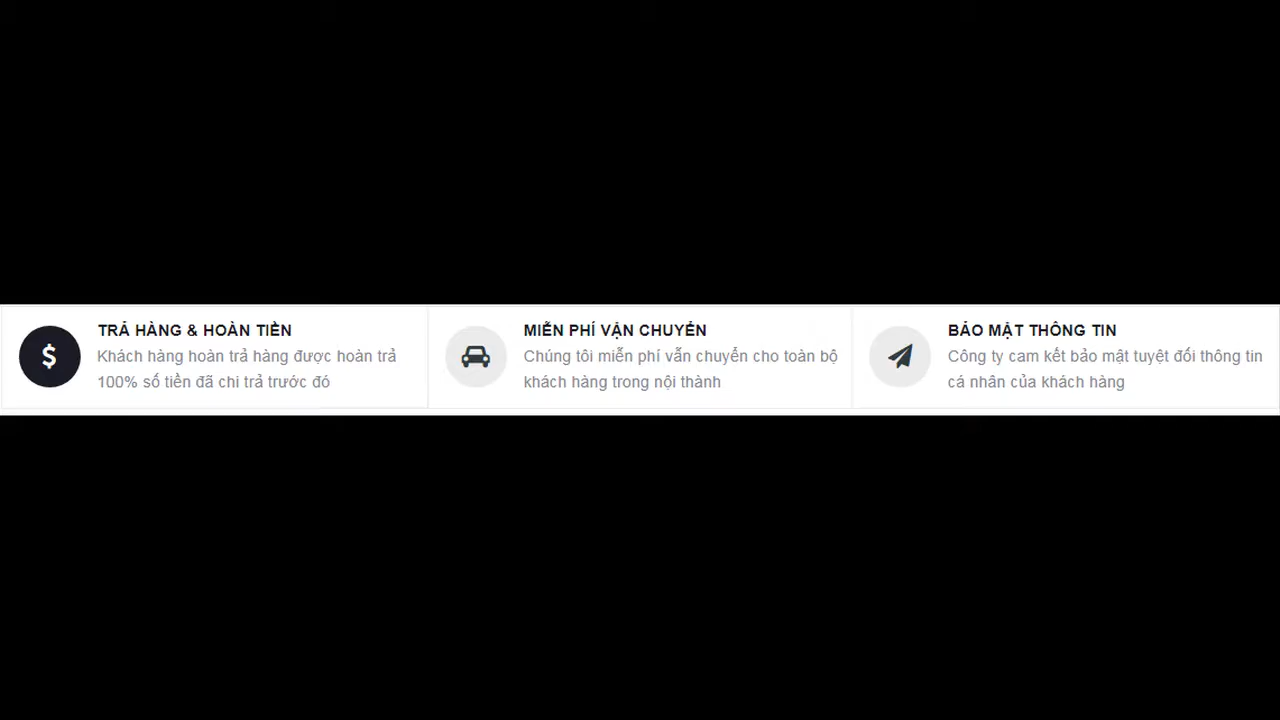 TRẢ HÀNG & HOÀN TIỀN
Khách hàng hoàn trả hàng được hoàn trả
100% số tiền đã chi trả trước đó
MIỄN PHÍ VẬN CHUYỂN
Chúng tôi miễn phí vẫn chuyển cho toàn bộ
khách hàng trong nội thành
BẢO MẬT THÔNG TIN
Công ty cam kết bảo mật tuyệt đối thông tin
cá nhân của khách hàng